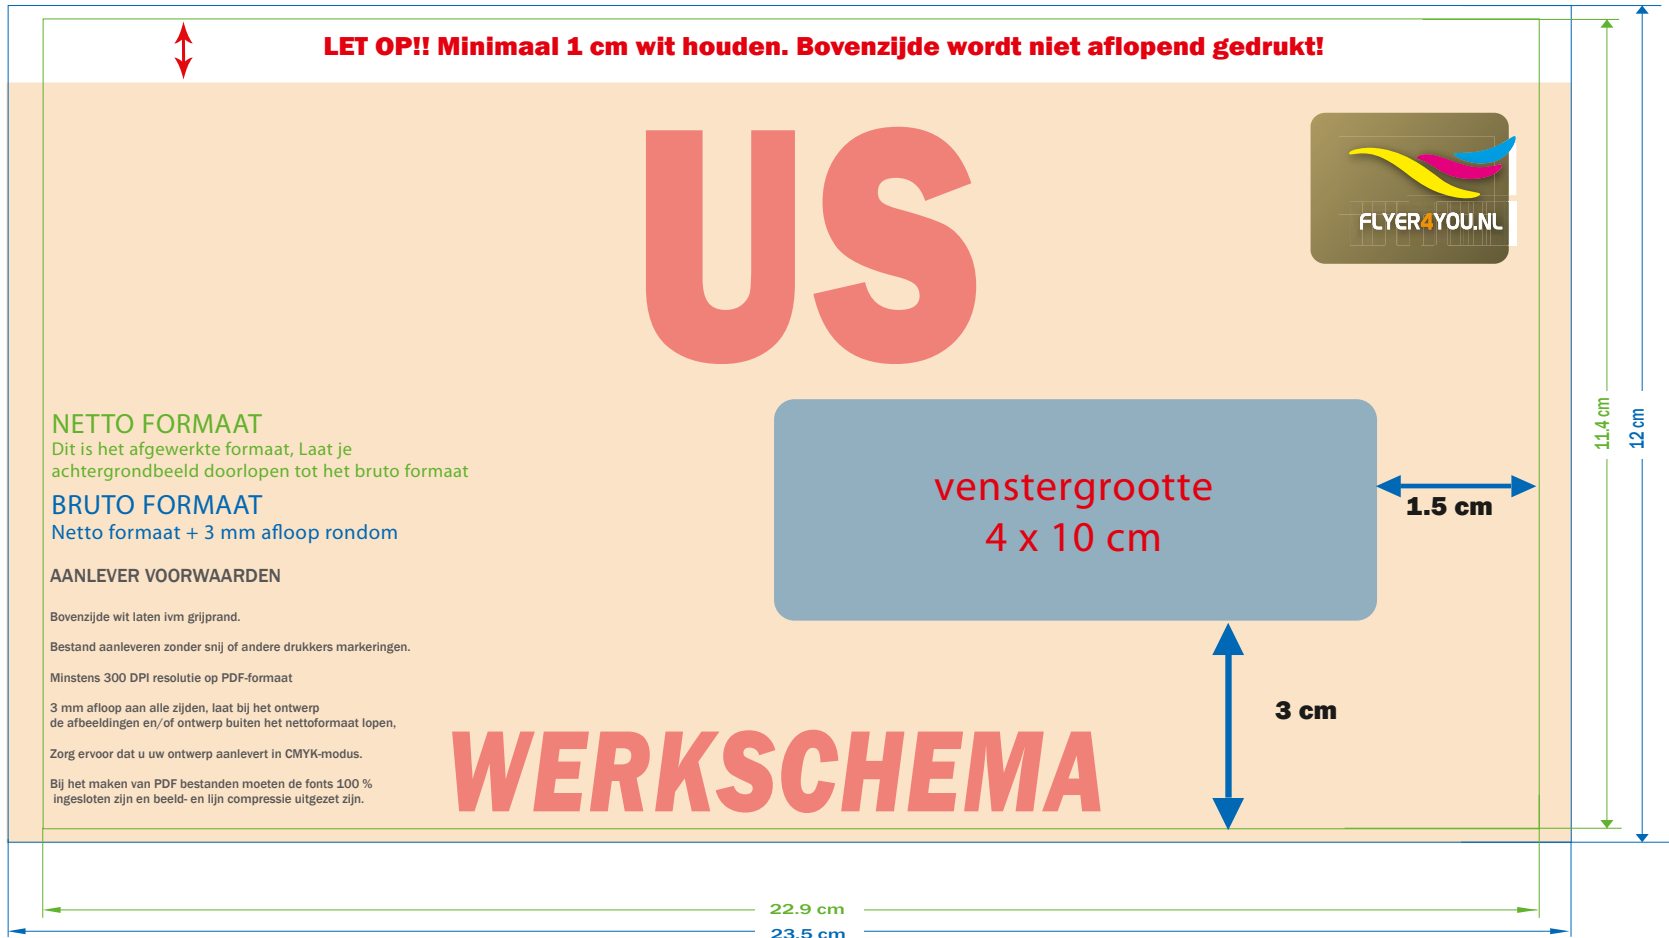 LET OP!! Minimaal 1 cm wit houden. Bovenzijde wordt niet aflopend gedrukt!
US
FLYER4YOU.NL
NETTO FORMAAT
Dit is het afgewerkte formaat, Laat je
achtergrondbeeld doorlopen tot het bruto formaat
BRUTO FORMAAT
Netto formaat + 3 mm afloop rondom
AANLEVER VOORWAARDEN
Bovenzijde wit laten ivm grijprand.
Bestand aanleveren zonder snij of andere drukkers markeringen.
Minstens 300 DPI resolutie op PDF-formaat
3 mm afloop aan alle zijden, laat bij het ontwerp
de afbeeldingen en/of ontwerp buiten het nettoformaat lopen,
Zorg ervoor dat u uw ontwerp aanlevert in CMYK-modus.
Bij het maken van PDF bestanden moeten de fonts 100 %
ingesloten zijn en beeld- en lijn compressie uitgezet zijn.
venstergrootte
4 x 10 cm
1.5 cm
3 cm
WERKSCHEMA
11.4 cm
12 cm
22.9 cm
23.5 cm